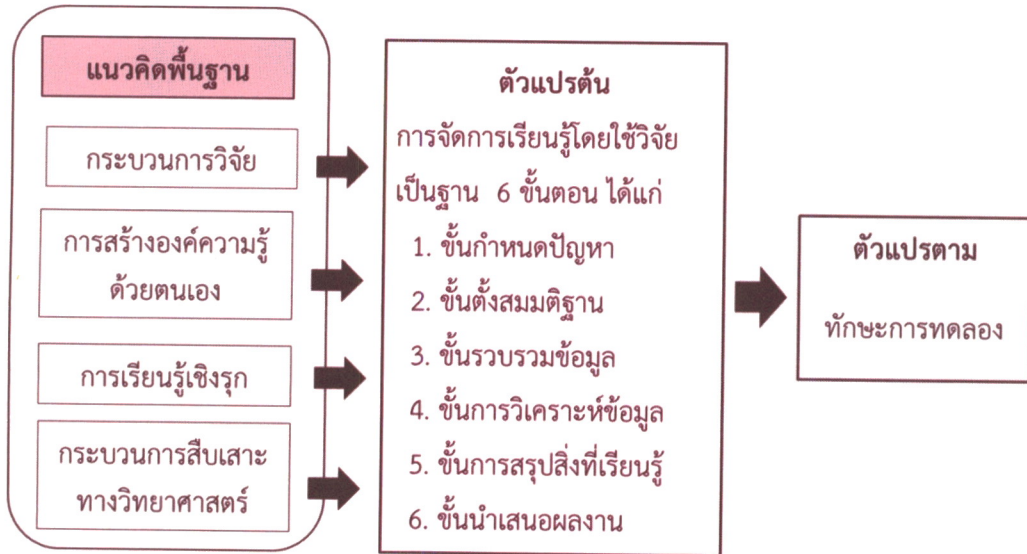 แนวคิดพื้นฐาน
กระบวนการวิจัย
การสร้างองค์ความรู้
ด้วยตนเอง
การเรียนรู้เชิงรุก
กระบวนการสืบเสาะ
ทางวิทยาศาสตร์
ตัวแปรต้น
การจัดการเรียนรู้โดยใช้วิจัย
เป็นฐาน 6 ขั้นตอน ได้แก่
1. ขั้นกำหนดปัญหา
2. ขั้นตั้งสมมติฐาน
3. ขั้นรวบรวมข้อมูล
4. ขั้นการวิเคราะห์ข้อมูล
5. ขั้นการสรุปสิ่งที่เรียนรู้
6. ขั้นนำเสนอผลงาน
ตัวแปรตาม
ทักษะการทดลอง